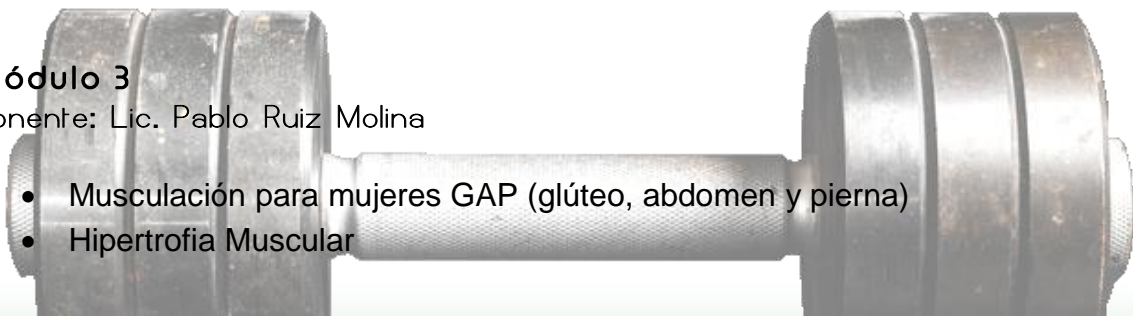 ódulo 3
onente: Lic. Pablo Ruiz Molina
• Musculación para mujeres GAP (glúteo, abdomen y pierna)
• Hipertrofia Muscular